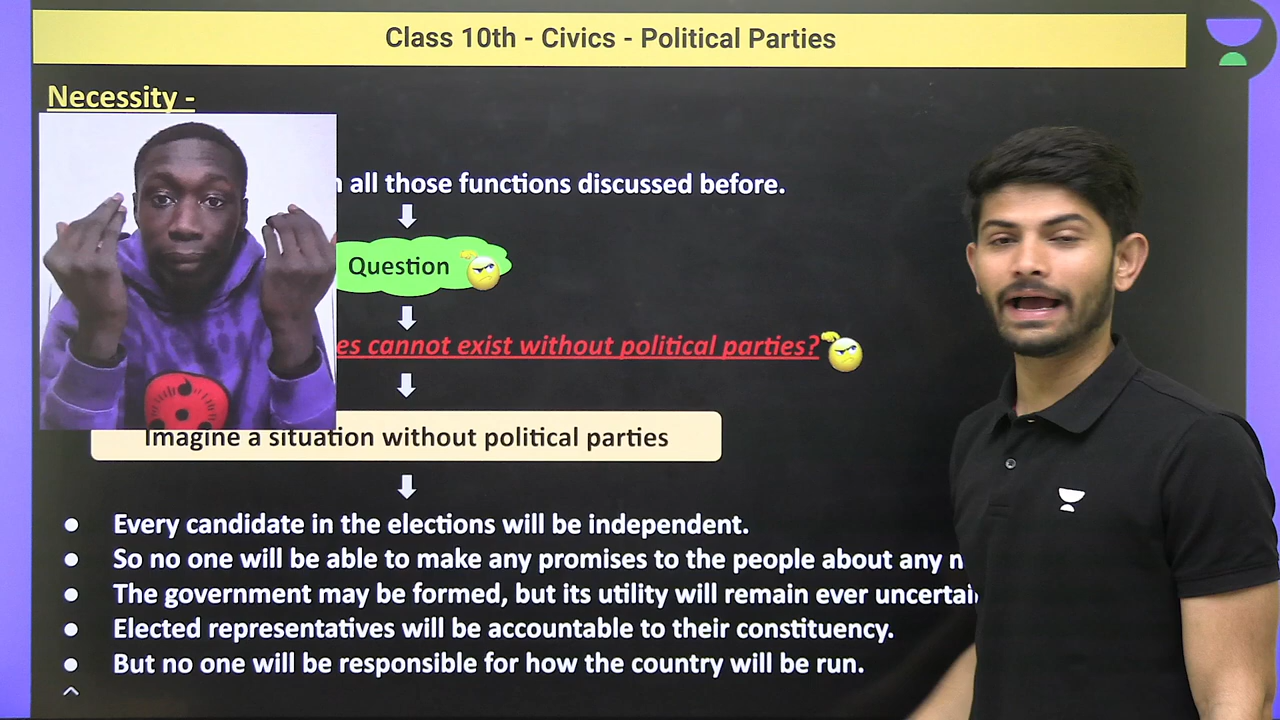 Class 10th - Civics - Political Parties
Necessity -
all those functions discussed before.
Question
cannot exist without political parties?
Imagine a situation without political parties
● Every candidate in the elections will be independent.
● So no one will be able to make any promises to the people about any
● The government may be formed, but its utility will remain ever
● Elected representatives will be accountable to their constituency.
● But no one will be responsible for how the country will be run.
^